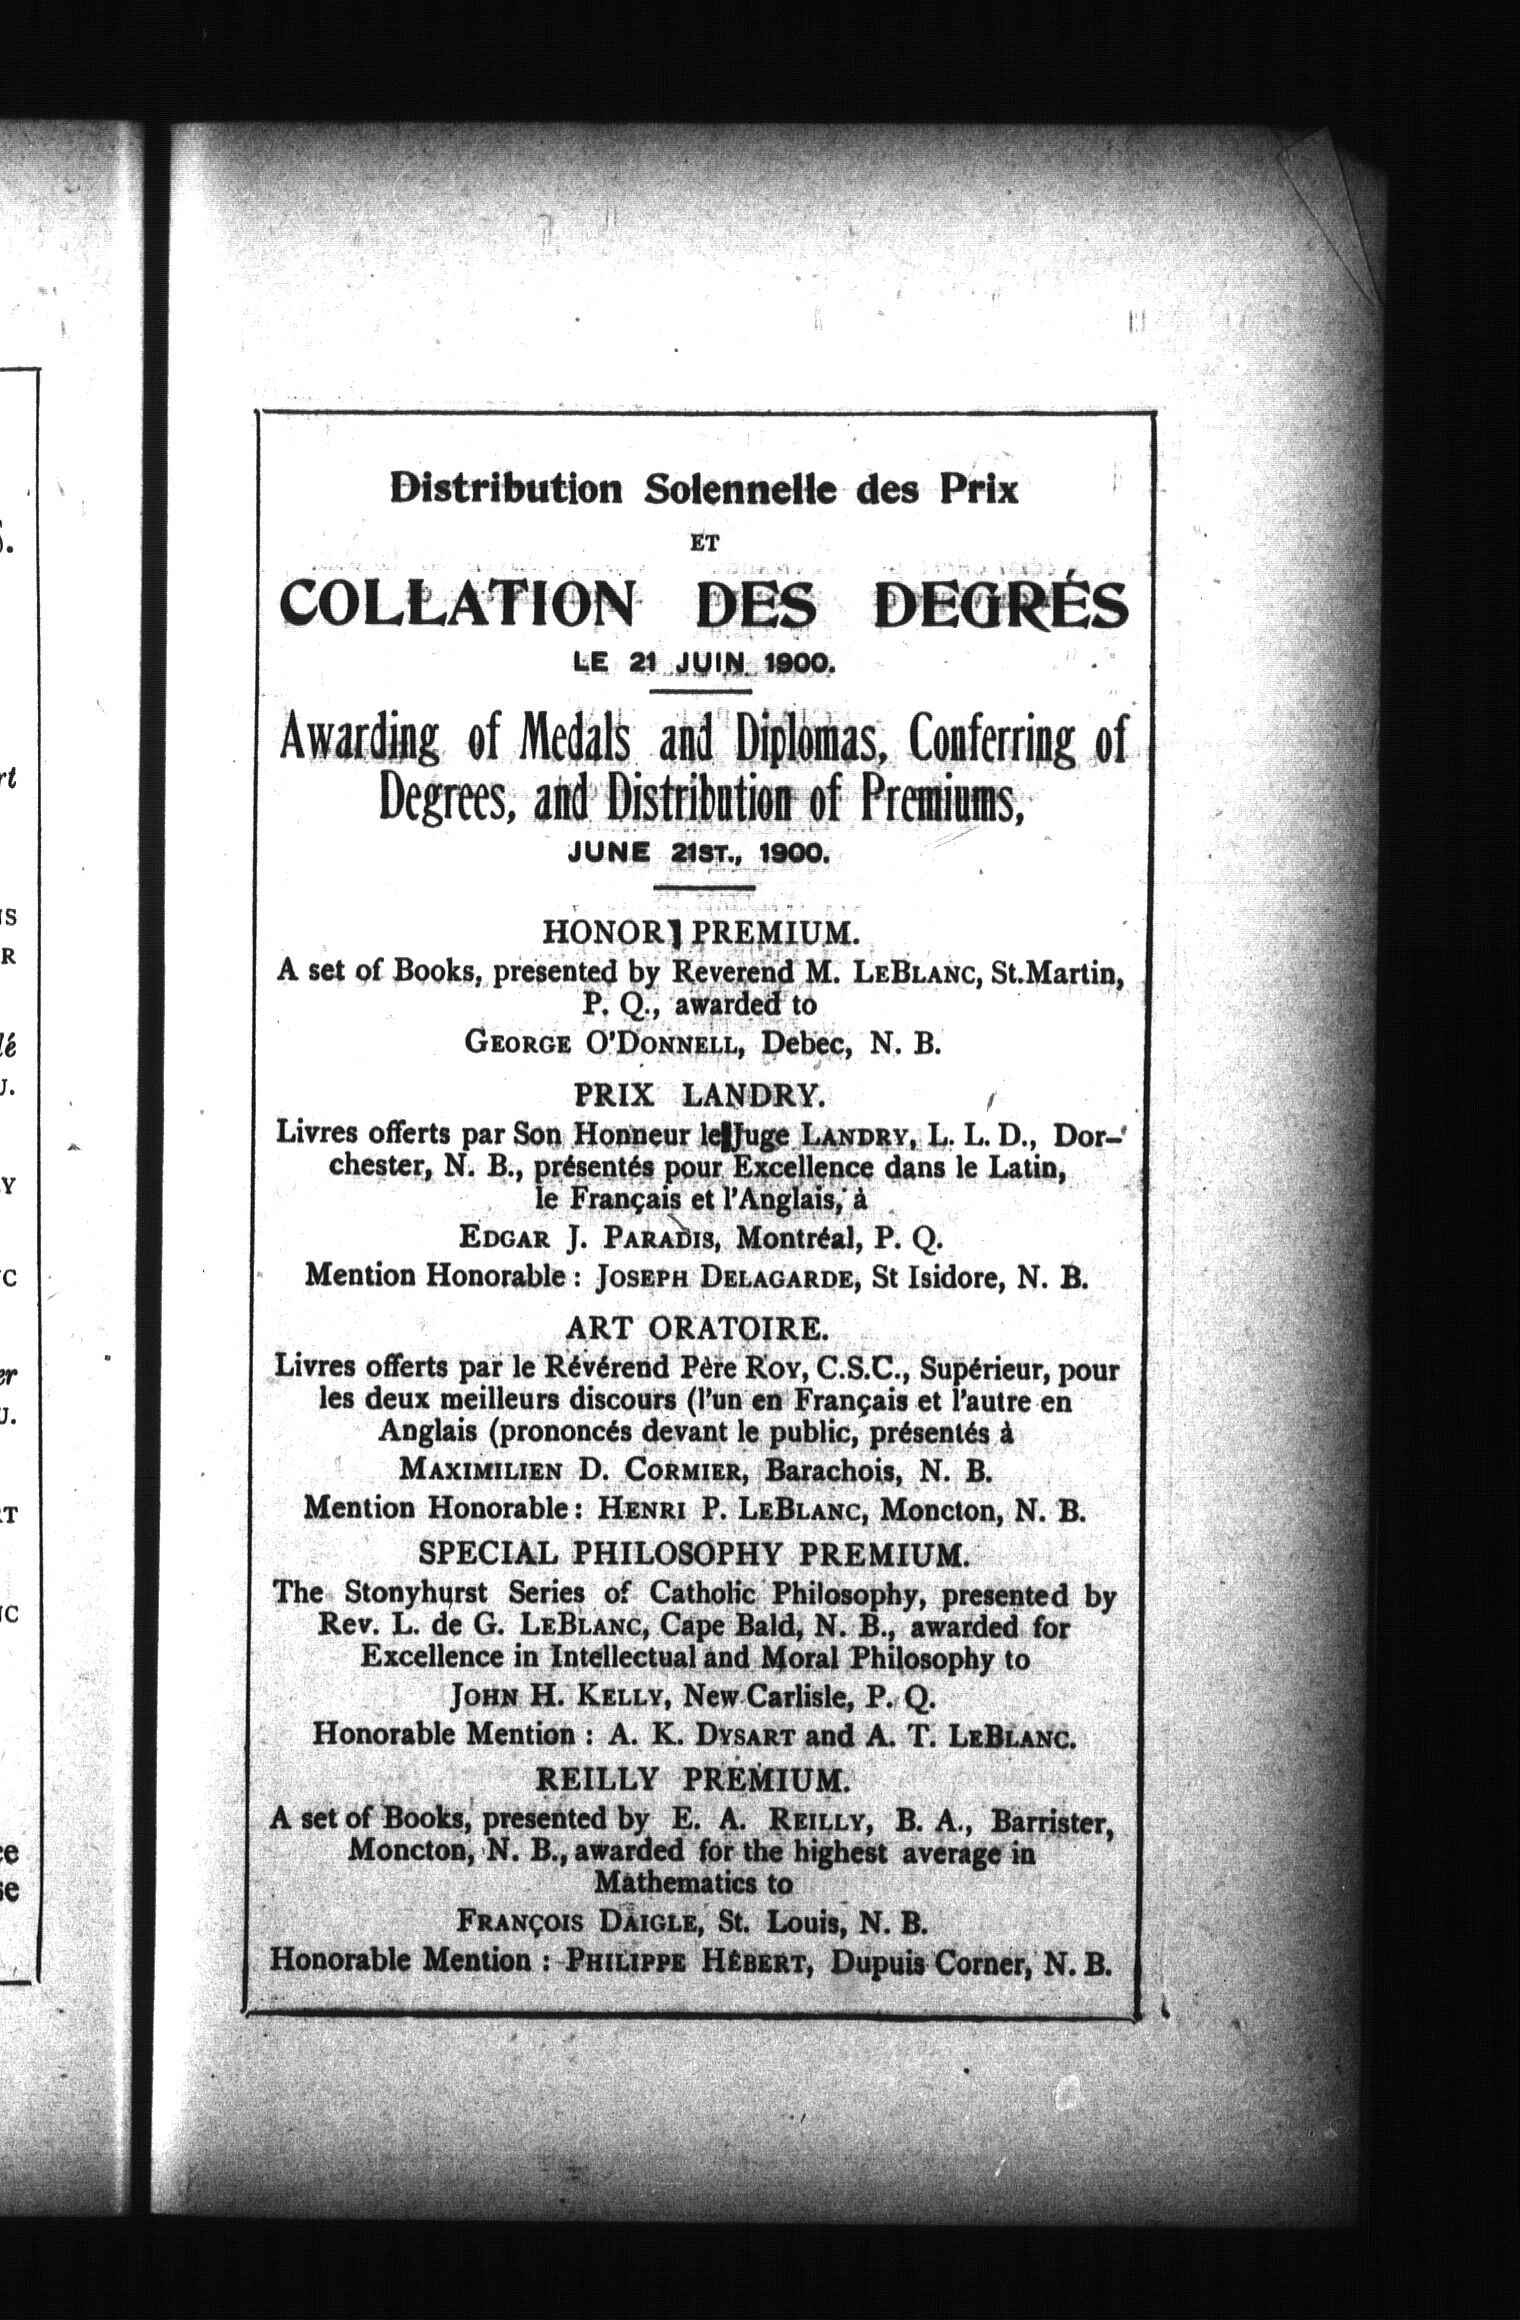 Distribution Solennelle des Prix
ET
COLLATION DES DEGRÉS
LE 21 JUIN 1900.
Awarding of Medals and Diplomas, Conferring of
Degrees, and Distribution of Premiums,
JUNE 21ST., 1900.
HONOR PREMIUM.
A set of Books, presented by Reverend M. LEBLANC, St.Martin,
P. Q., awarded to
GEORGE O'DONNELL, Debec, N. B.
PRIX LANDRY.
Livres offerts par Son Honneur le Juge LANDRY, L. L. D., Dor-
chester, N. B., présentés pour Excellence dans le Latin,
le Français et l'Anglais, à
EDGAR J. PARADIS, Montréal, P. Q.
Mention Honorable : JOSEPH DELAGARDE, St Isidore, N. B.
ART ORATOIRE.
Livres offerts par le Révérend Père ROY, C.S.C., Supérieur, pour
les deux meilleurs discours (l'un en Français et l'autre en
Anglais (prononcés devant le public, présentés à
MAXIMILIEN D. CORMIER, Barachois, N. B.
Mention Honorable : HENRI P. LEBLANC, Moncton, N. B.
SPECIAL PHILOSOPHY PREMIUM.
The Stonyhurst Series of Catholic Philosophy, presented by
Rev. L. de G. LEBLANC, Cape Bald, N. B., awarded for
Excellence in Intellectual and Moral Philosophy to
JOHN H. KELLY, New Carlisle, P. Q.
Honorable Mention : A. K. DYSART and A. T. LEBLANC.
REILLY PREMIUM.
A set of Books, presented by E. A. REILLY, B. A., Barrister,
Moncton, N. B., awarded for the highest average in
Mathematics to
FRANÇOIS DAIGLE, St. Louis, N. B.
Honorable Mention : PHILIPPE HÉBERT, Dupuis Corner, N. B.